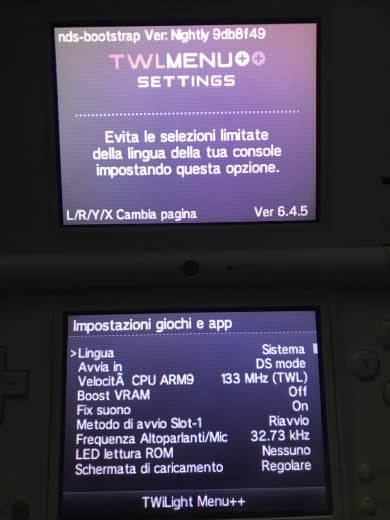 nds-bootstrap Ver: Nightly 9db8f49
TWLMENU++
SETTINGS
Evita le selezioni limitate
della lingua della tua console
impostando questa opzione.
L/R/Y/X Cambia pagina Ver 6.4.5
Impostazioni giochi e app
>Lingua Sistema
Avvia in DS mode
VelocitÃ CPU ARM9 133 MHz (TWL)
Boost VRAM Off
Fix suono On
Metodo di avvio Slot-1 Riavvio
Frequenza Altoparlanti/Mic 32.73 kHz
LED lettura ROM Nessuno
Schermata di caricamento Regolare
TWiLight Menu++